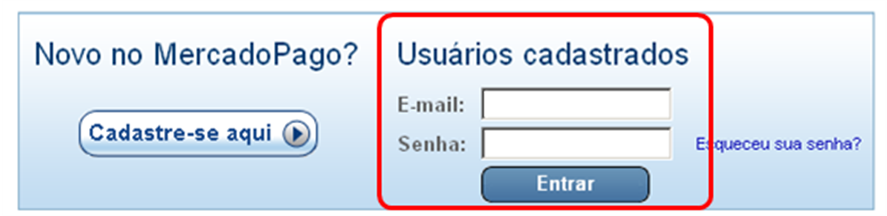 Novo no MercadoPago?
Cadastre-se aqui
Usuários cadastrados
E-mail:
Senha:
Esqueceu sua senha?
Entrar